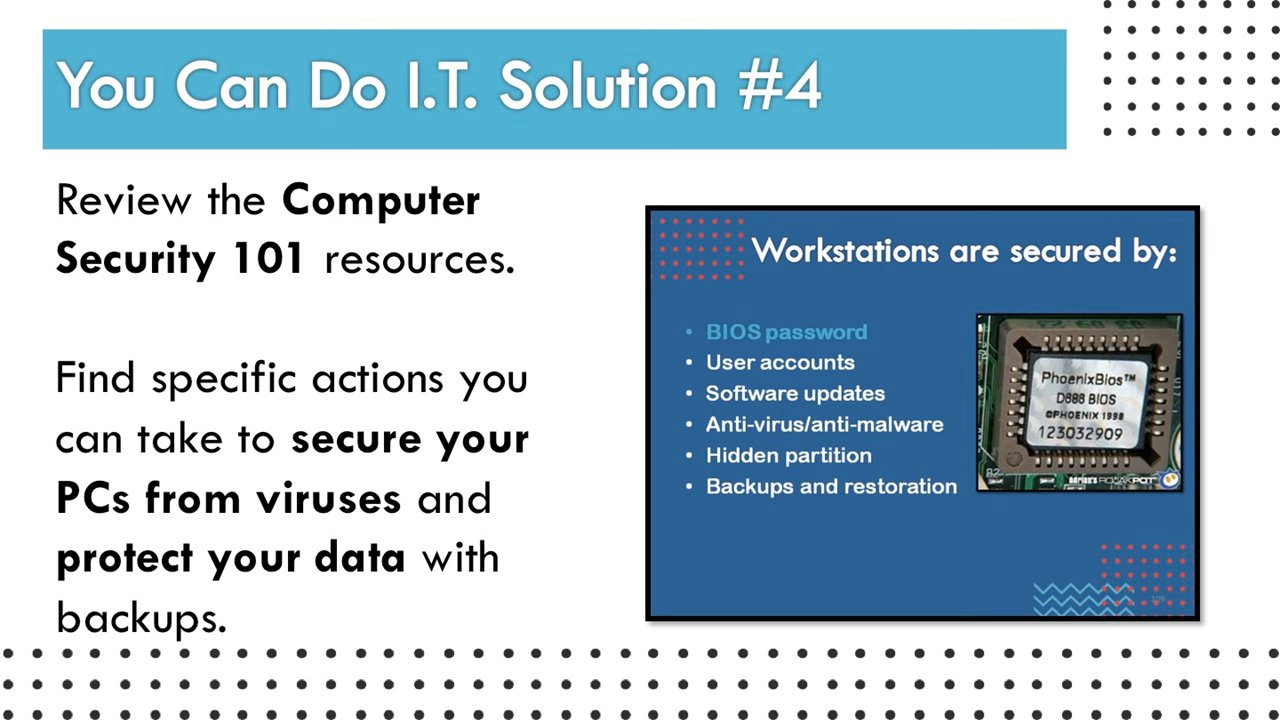 You Can Do I.T. Solution #4
Review the Computer
Security 101 resources.
Find specific actions you
can take to secure your
PCs from viruses and
protect your data with
backups.
Workstations are secured by:
• BIOS password
• User accounts
• Software updates
• Anti-virus/anti-malware
• Hidden partition
• Backups and restoration
PhoenixBios™
D686 BIOS
©PHOENIX 1998
123032909
109